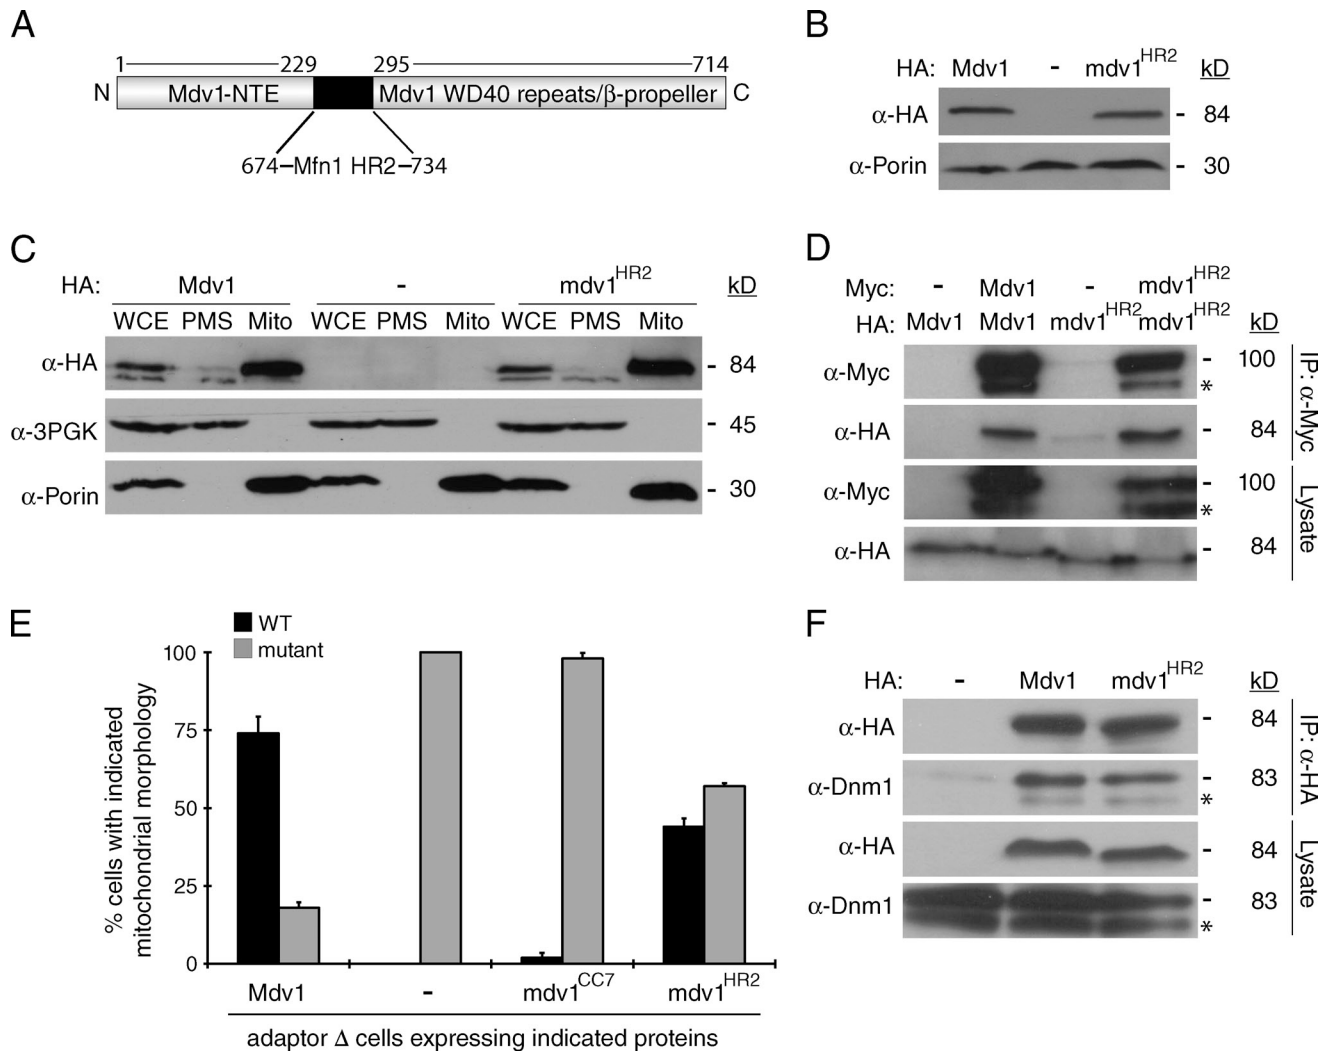 A
1 229 295 714
N Mdv1-NTE Mdv1 WD40 repeats/β-propeller C
674–Mfn1 HR2–734
B
HA: Mdv1 - mdv1HR2 kD
α-HA - 84
α-Porin - 30
C
HA: Mdv1 - mdv1HR2 kD
WCE PMS Mito WCE PMS Mito WCE PMS Mito
α-HA - 84
α-3PGK - 45
α-Porin - 30
D
Myc: - Mdv1 - mdv1HR2
HA: Mdv1 Mdv1 mdv1HR2 mdv1HR2 kD
α-Myc - 100
*
α-HA - 84
IP: α-Myc
α-Myc - 100
*
α-HA - 84
Lysate
E
WT
mutant
% cells with indicated
mitochondrial morphology
100
75
50
25
0
Mdv1 - mdv1CC7 mdv1HR2
adaptor Δ cells expressing indicated proteins
F
HA: - Mdv1 mdv1HR2 kD
α-HA - 84
α-Dnm1 - 83
*
IP: α-HA
α-HA - 84
α-Dnm1 - 83
*
Lysate